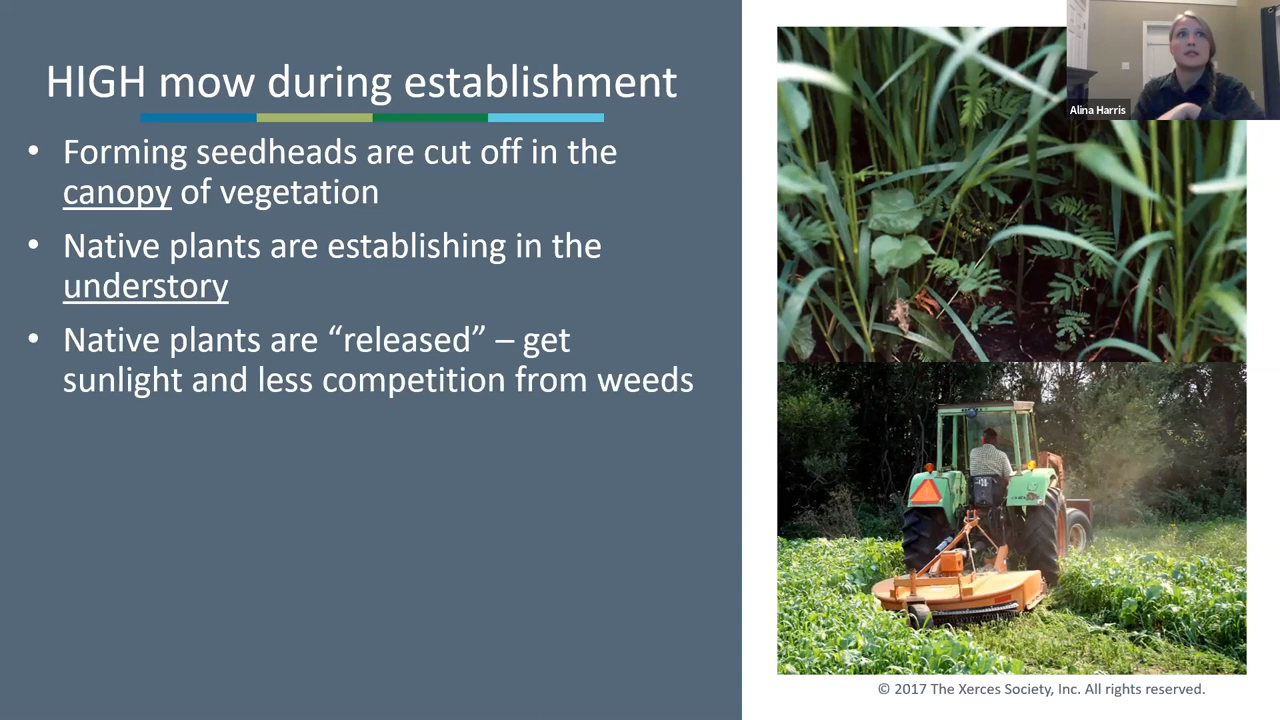 HIGH mow during establishment
• Forming seedheads are cut off in the
canopy of vegetation
• Native plants are establishing in the
understory
• Native plants are “released” – get
sunlight and less competition from weeds
Alina Harris
© 2017 The Xerces Society, Inc. All rights reserved.